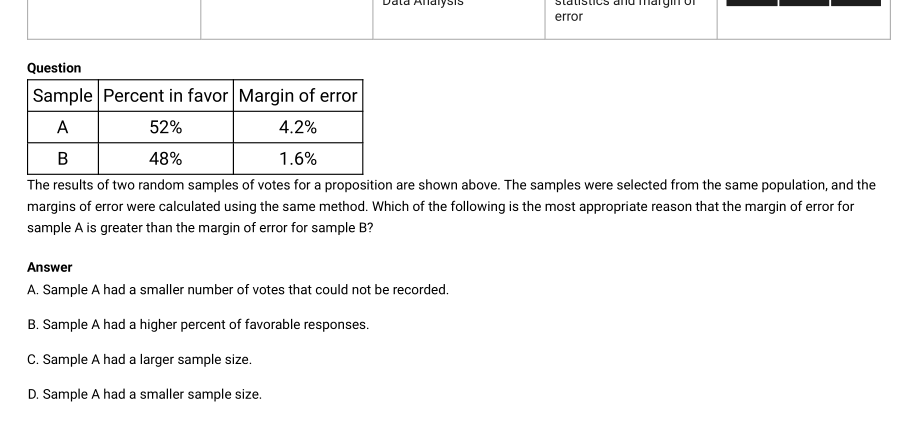 Data Analysis
statistics and margin of
error
Question
Sample Percent in favor Margin of error
A 52% 4.2%
B 48% 1.6%
The results of two random samples of votes for a proposition are shown above. The samples were selected from the same population, and the
margins of error were calculated using the same method. Which of the following is the most appropriate reason that the margin of error for
sample A is greater than the margin of error for sample B?
Answer
A. Sample A had a smaller number of votes that could not be recorded.
B. Sample A had a higher percent of favorable responses.
C. Sample A had a larger sample size.
D. Sample A had a smaller sample size.